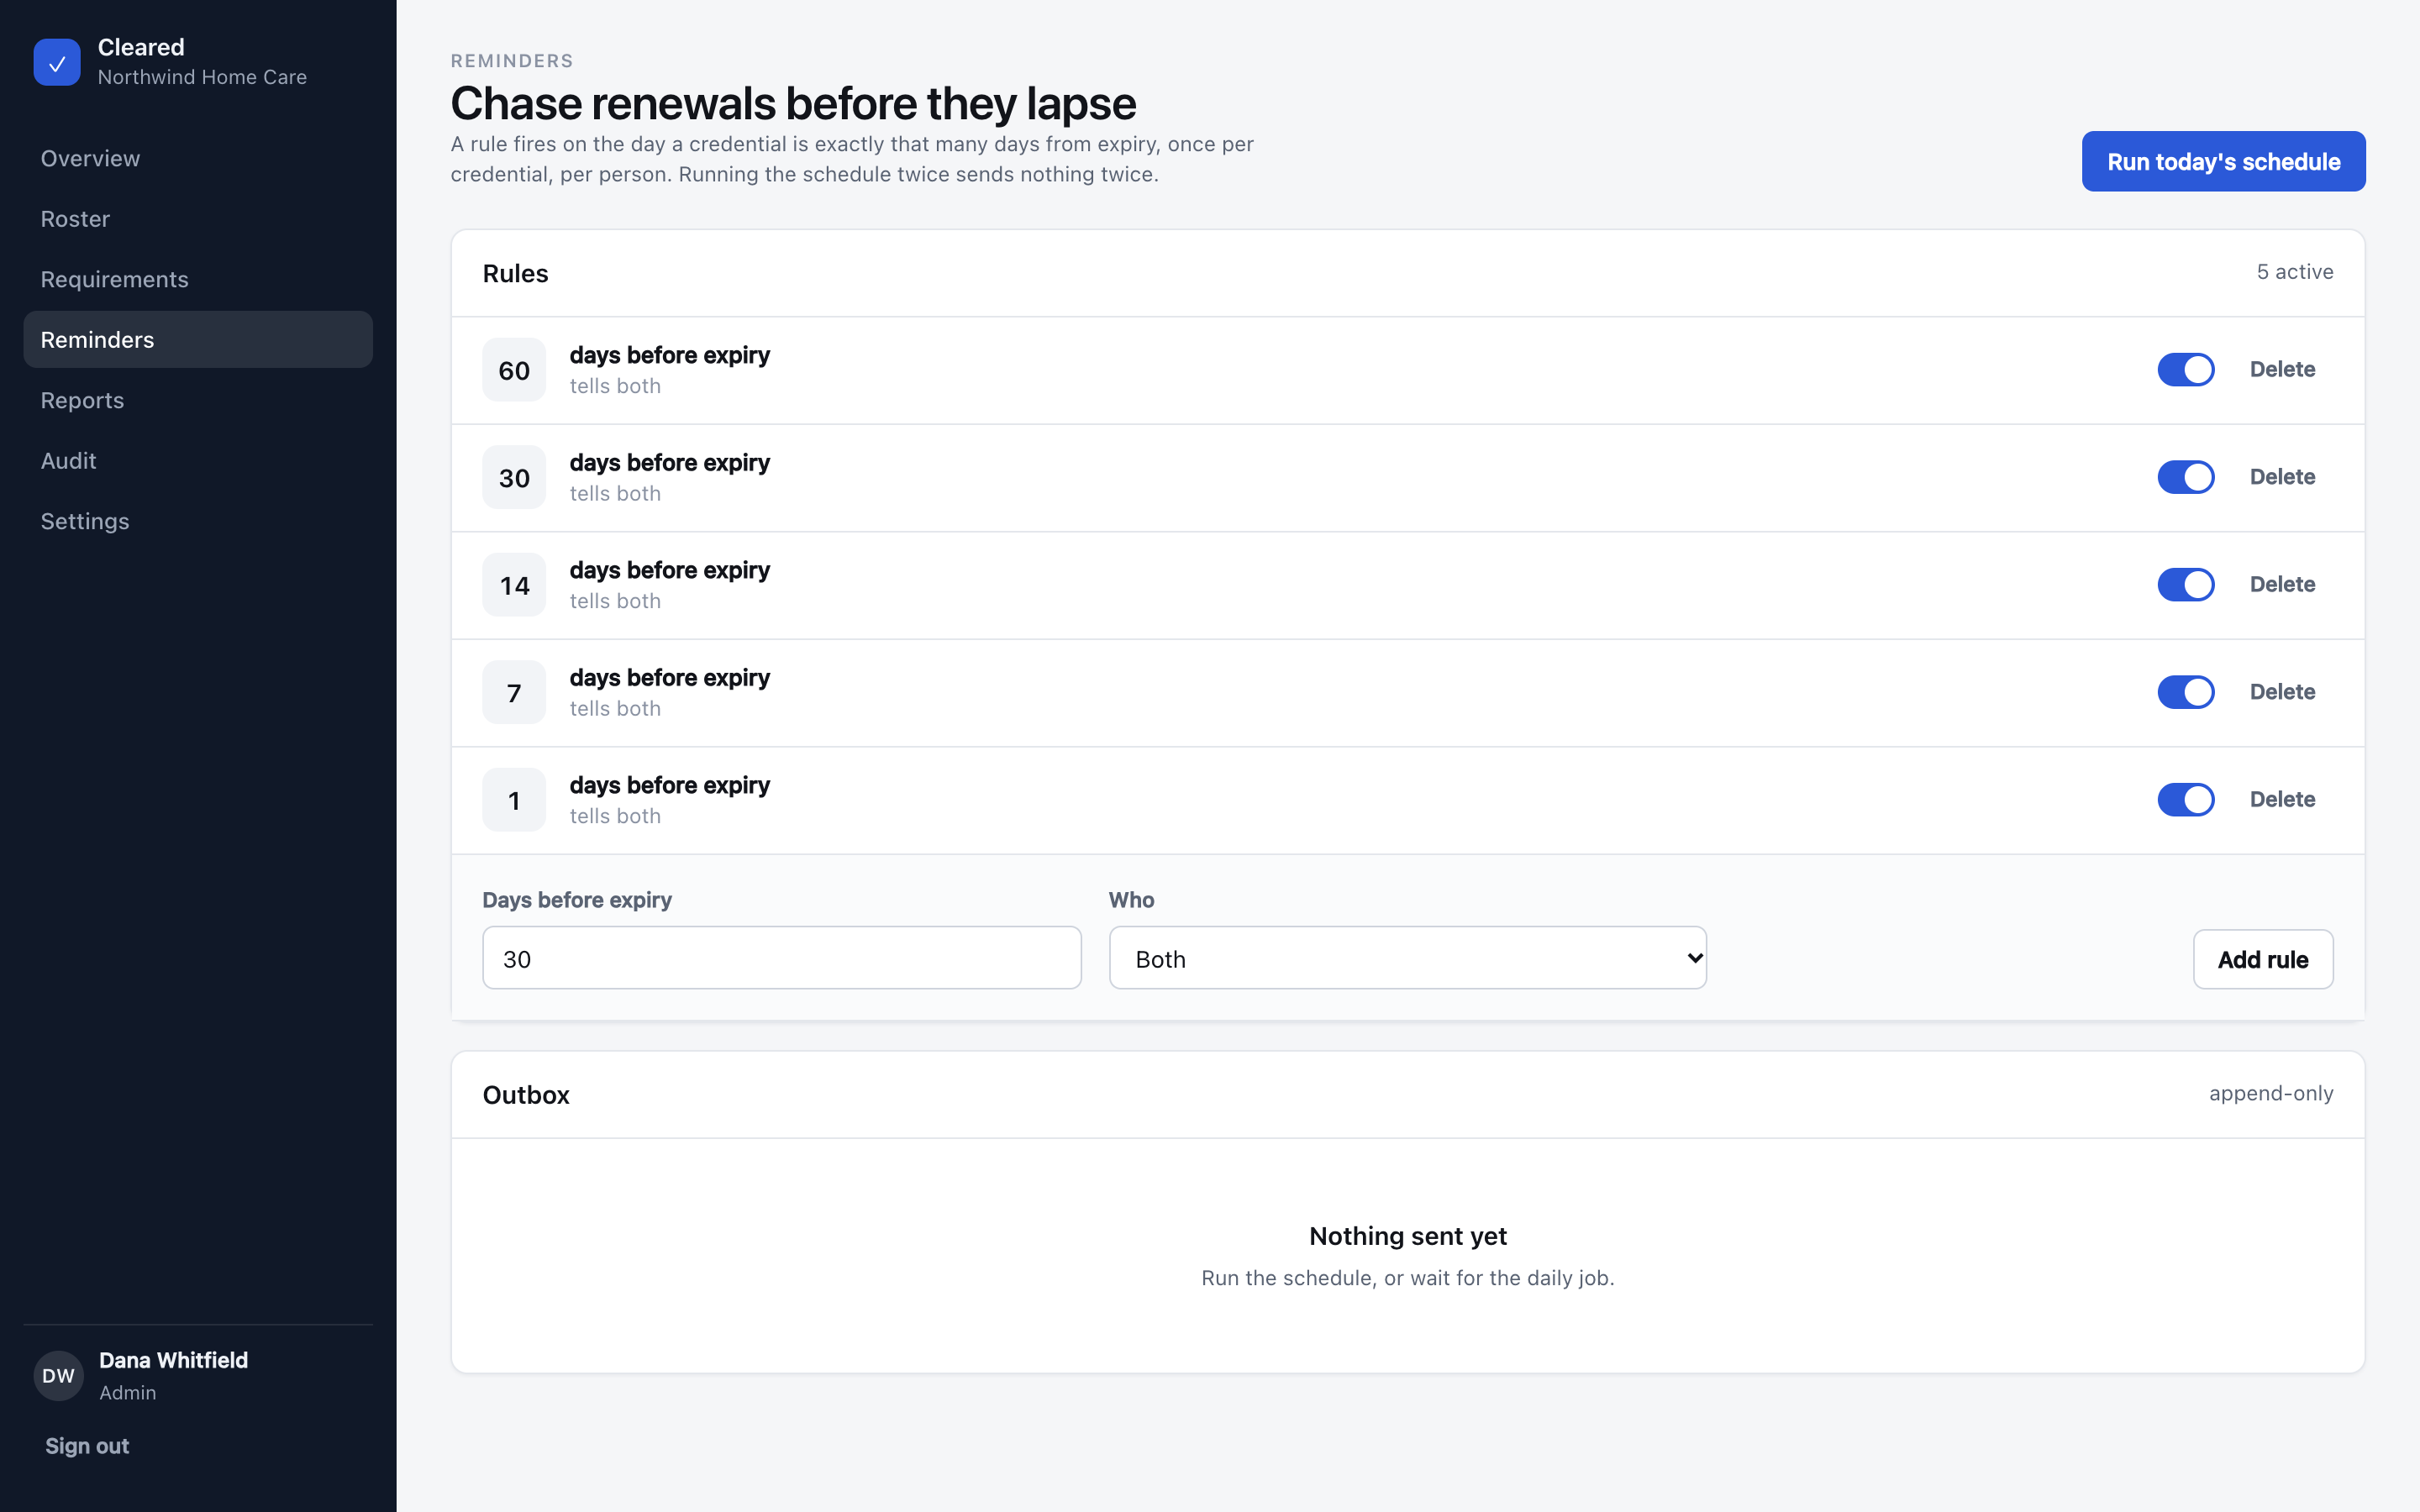 Cleared
Northwind Home Care
Overview
Roster
Requirements
Reminders
Reports
Audit
Settings
DW
Dana Whitfield
Admin
Sign out
REMINDERS
Chase renewals before they lapse
A rule fires on the day a credential is exactly that many days from expiry, once per
credential, per person. Running the schedule twice sends nothing twice.
Run today's schedule
Rules
5 active
60
days before expiry
tells both
Delete
30
days before expiry
tells both
Delete
14
days before expiry
tells both
Delete
7
days before expiry
tells both
Delete
1
days before expiry
tells both
Delete
Days before expiry
30
Who
Both
Add rule
Outbox
append-only
Nothing sent yet
Run the schedule, or wait for the daily job.